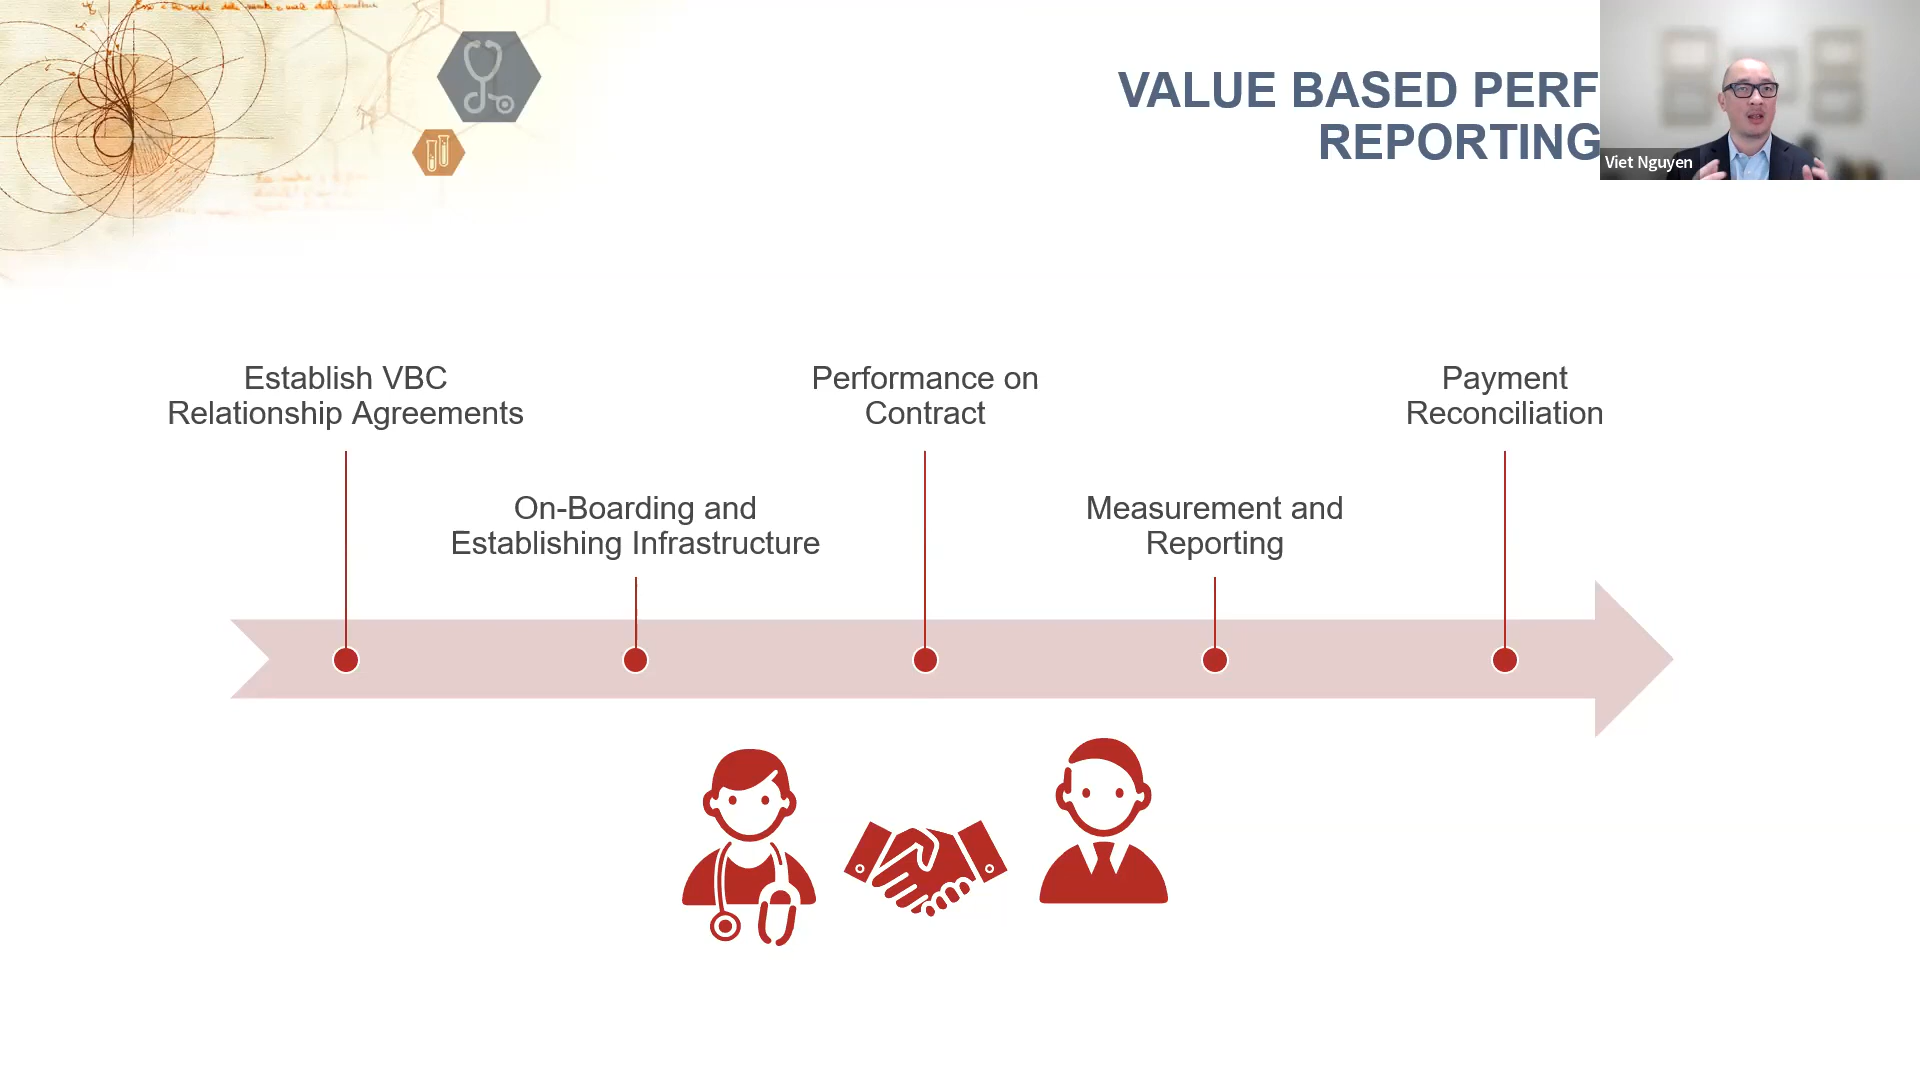 VALUE BASED PERF
REPORTING
Viet Nguyen
Establish VBC
Relationship Agreements
On-Boarding and
Establishing Infrastructure
Performance on
Contract
Measurement and
Reporting
Payment
Reconciliation